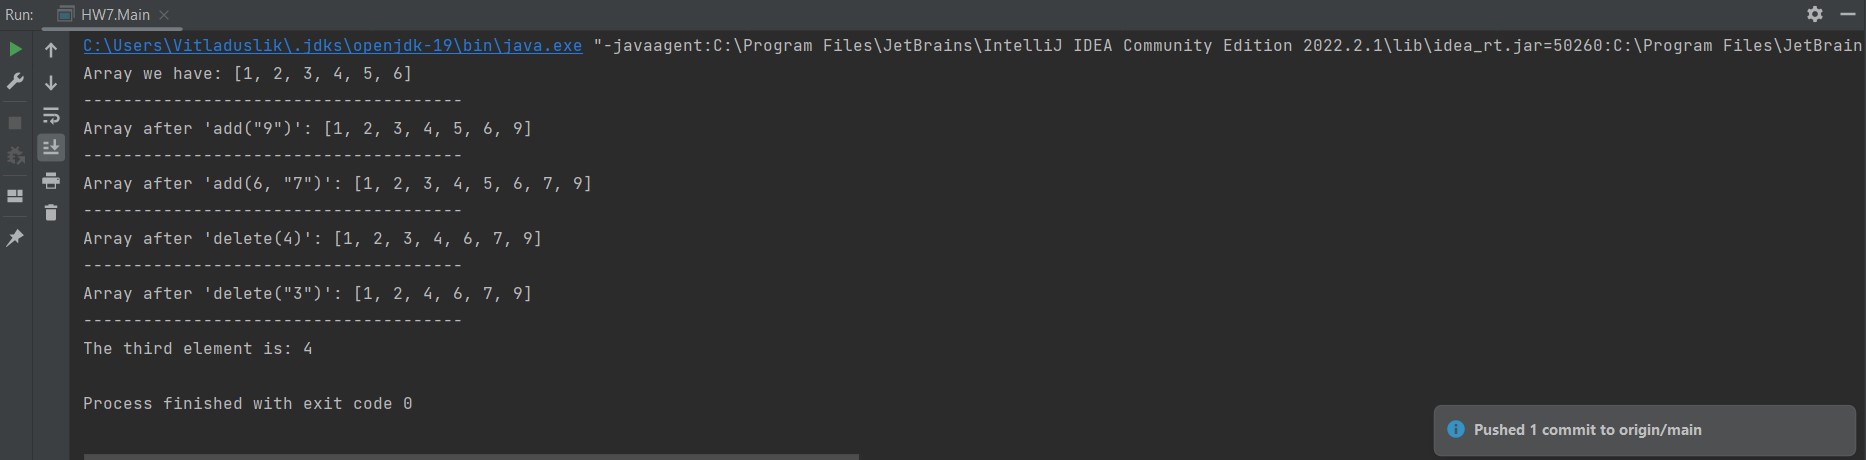 Run: HW7.Main
C:\Users\Vitladuslik\.jdks\openjdk-19\bin\java.exe "-javaagent:C:\Program Files\JetBrains\IntelliJ IDEA Community Edition 2022.2.1\lib\idea_rt.jar=50260:C:\Program Files\JetBrain
Array we have: [1, 2, 3, 4, 5, 6]
--------------------------------------
Array after 'add("9")': [1, 2, 3, 4, 5, 6, 9]
--------------------------------------
Array after 'add(6, "7")': [1, 2, 3, 4, 5, 6, 7, 9]
--------------------------------------
Array after 'delete(4)': [1, 2, 3, 4, 6, 7, 9]
--------------------------------------
Array after 'delete("3")': [1, 2, 4, 6, 7, 9]
--------------------------------------
The third element is: 4
Process finished with exit code 0
Pushed 1 commit to origin/main